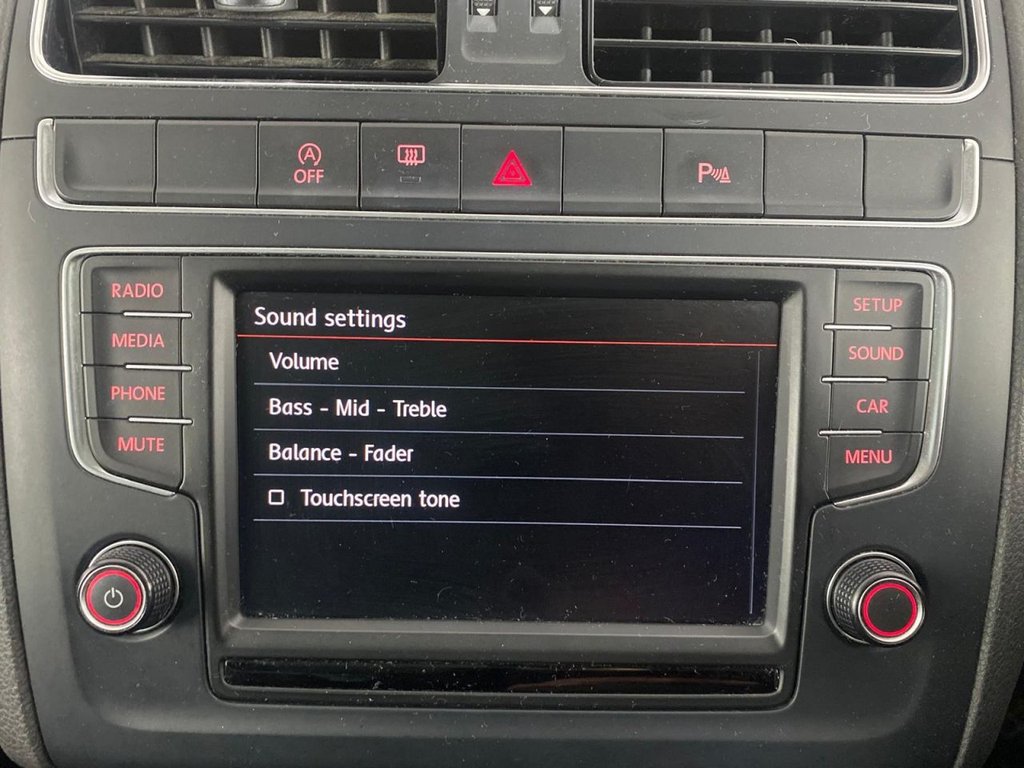 A
OFF
P
RADIO
MEDIA
PHONE
MUTE
Sound settings
Volume
Bass - Mid - Treble
Balance - Fader
Touchscreen tone
SETUP
SOUND
CAR
MENU